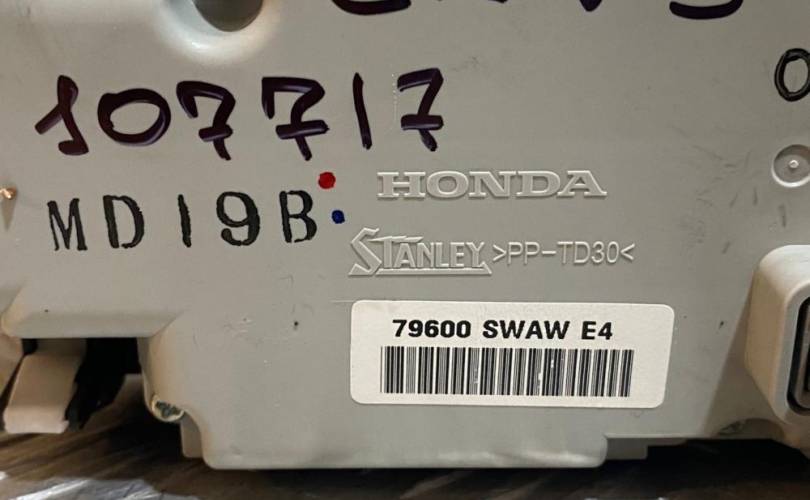 107717
HONDA
MD19B
STANLEY >PP-TD30<
79600 SWAW E4